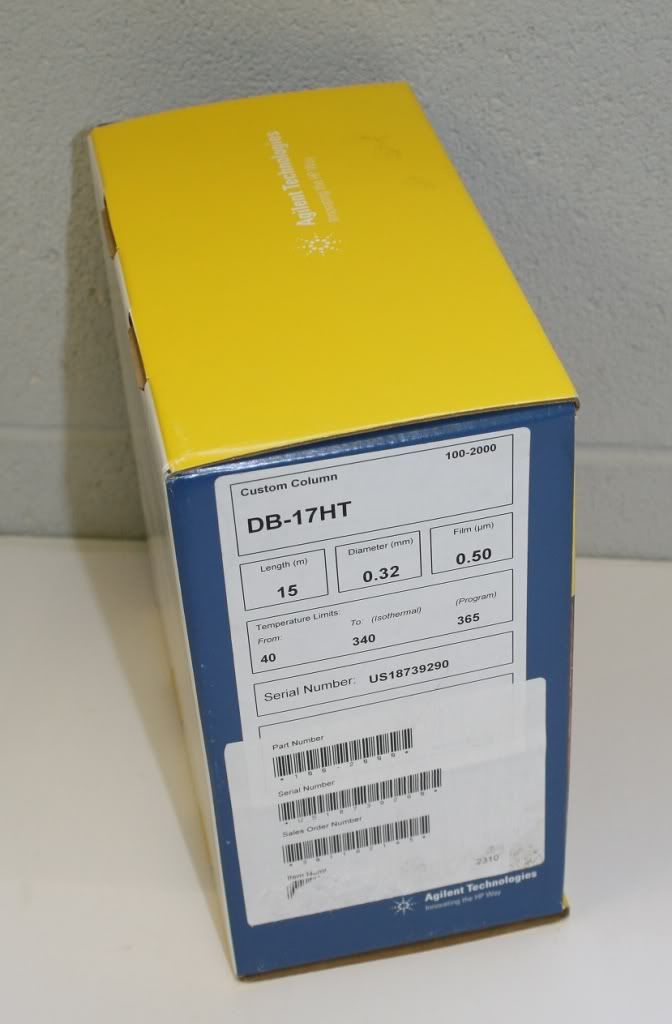 Agilent Technologies
Innovating the HP Way
Custom Column
100-2000
DB-17HT
Length (m)
15
Diameter (mm)
0.32
Film (µm)
0.50
Temperature Limits:
From:
40
To: (Isothermal)
340
(Program)
365
Serial Number: US18739290
Part Number
Serial Number
*US18739290*
Sales Order Number
2310
Agilent Technologies
Innovating the HP Way